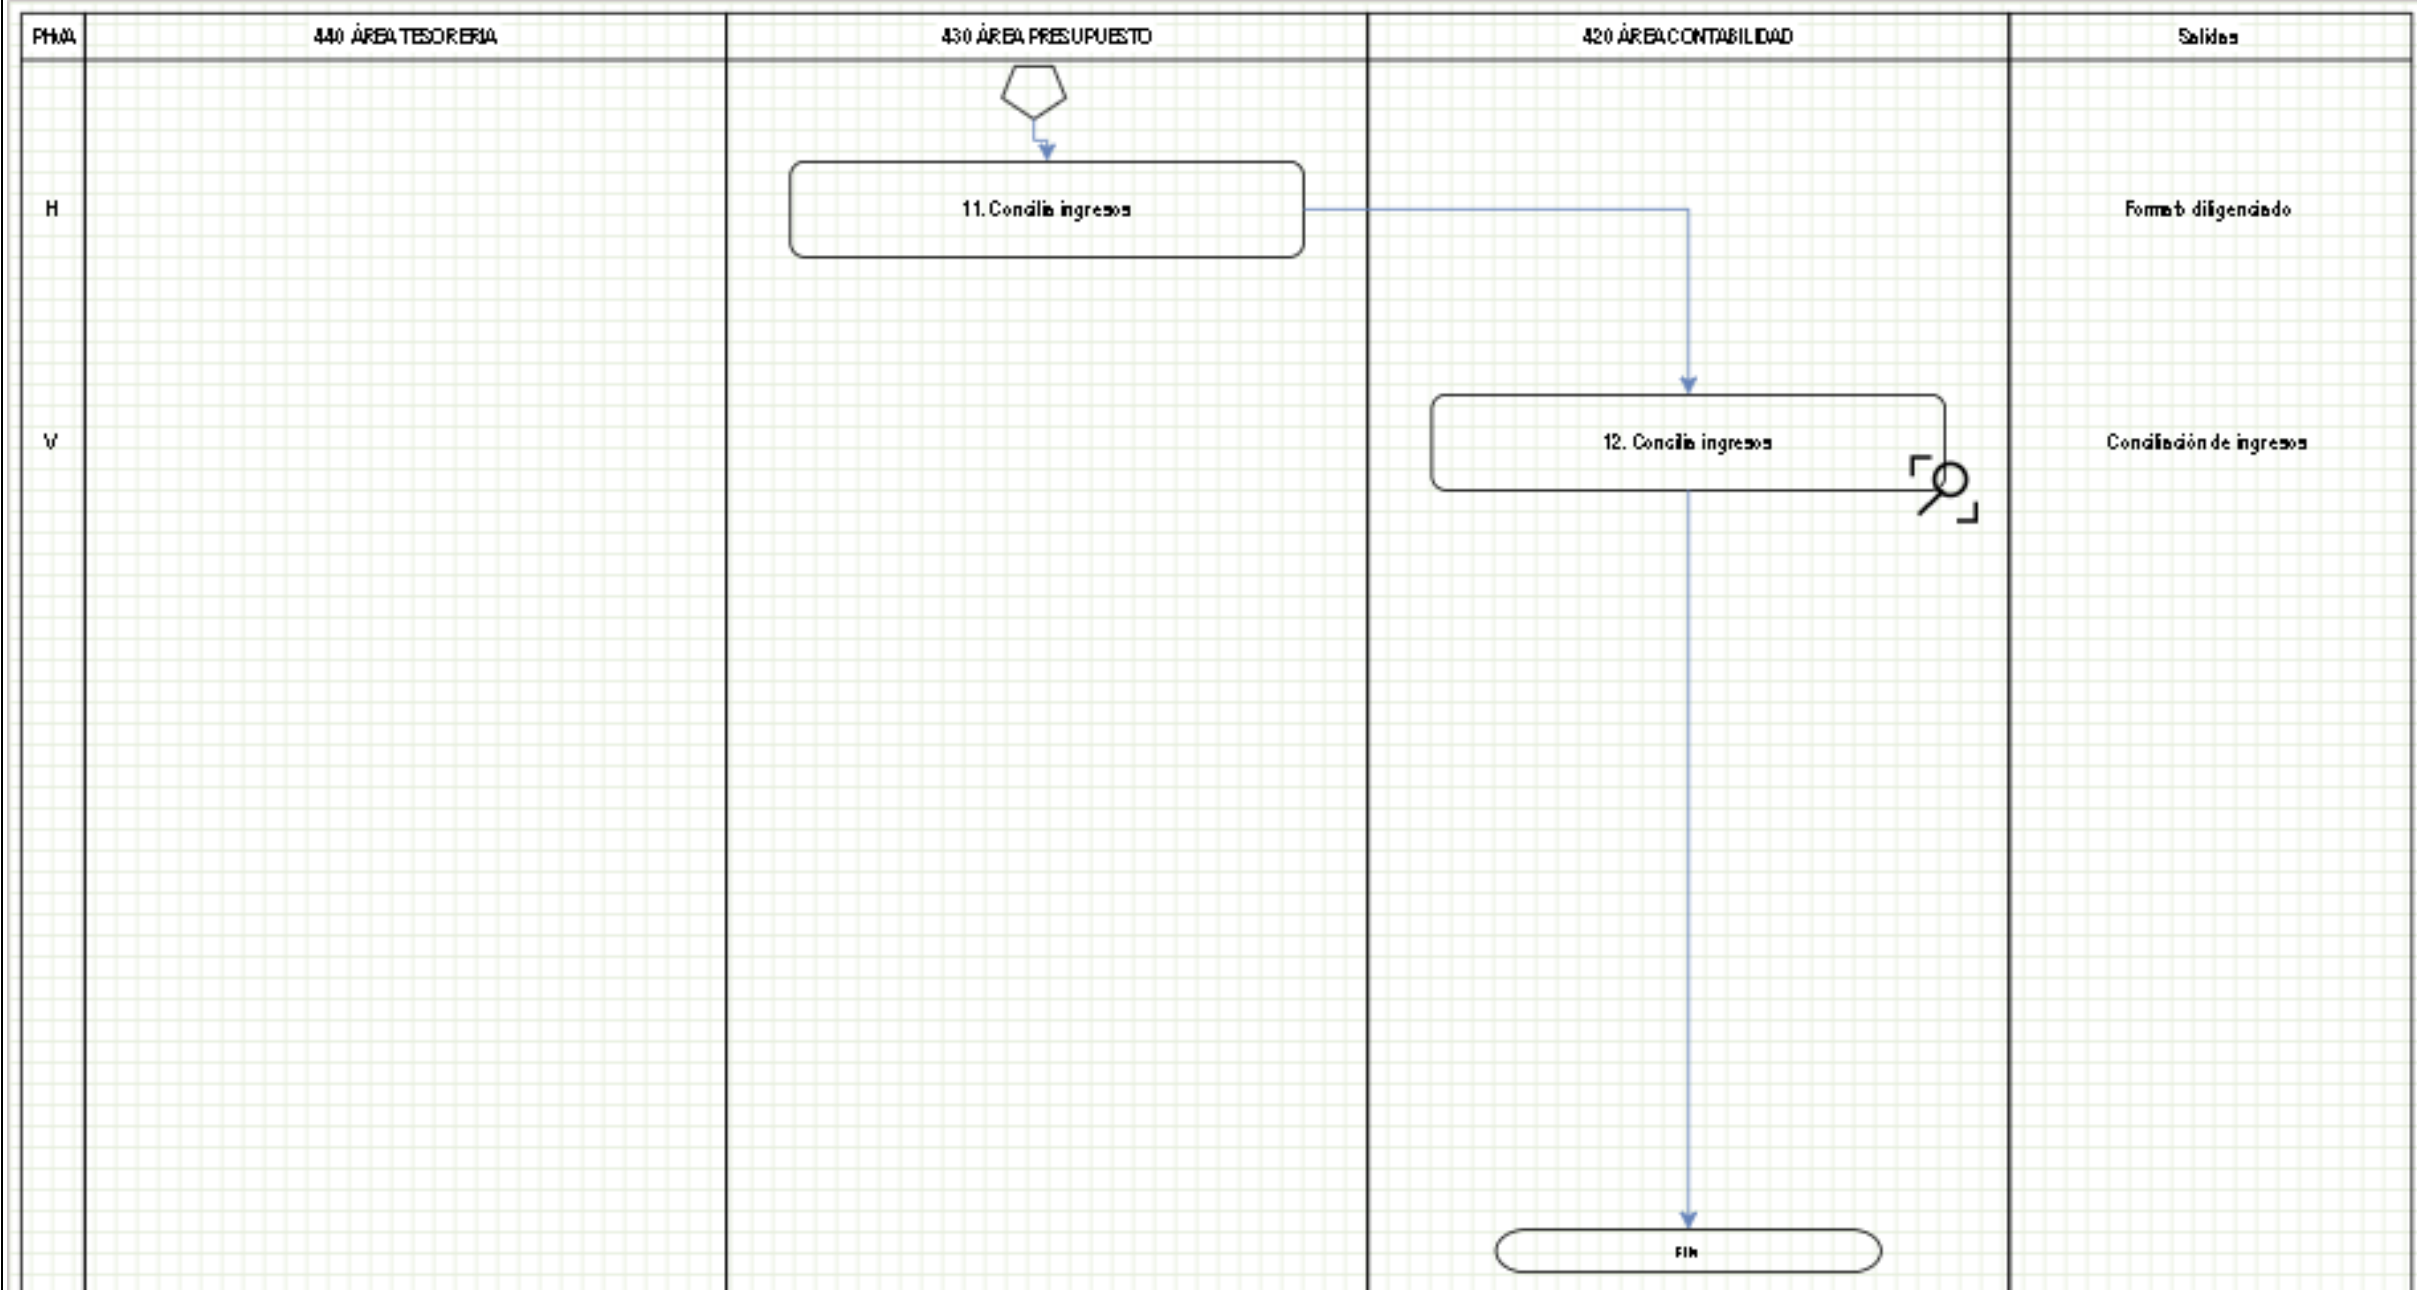 PHVA 440 ÁREA TESORERIA 430 ÁREA PRESUPUESTO 420 ÁREA CONTABILIDAD Salidas
H 11. Concilia ingresos Formato diligenciado
V 12. Concilia ingresos Conciliación de ingresos
FIN